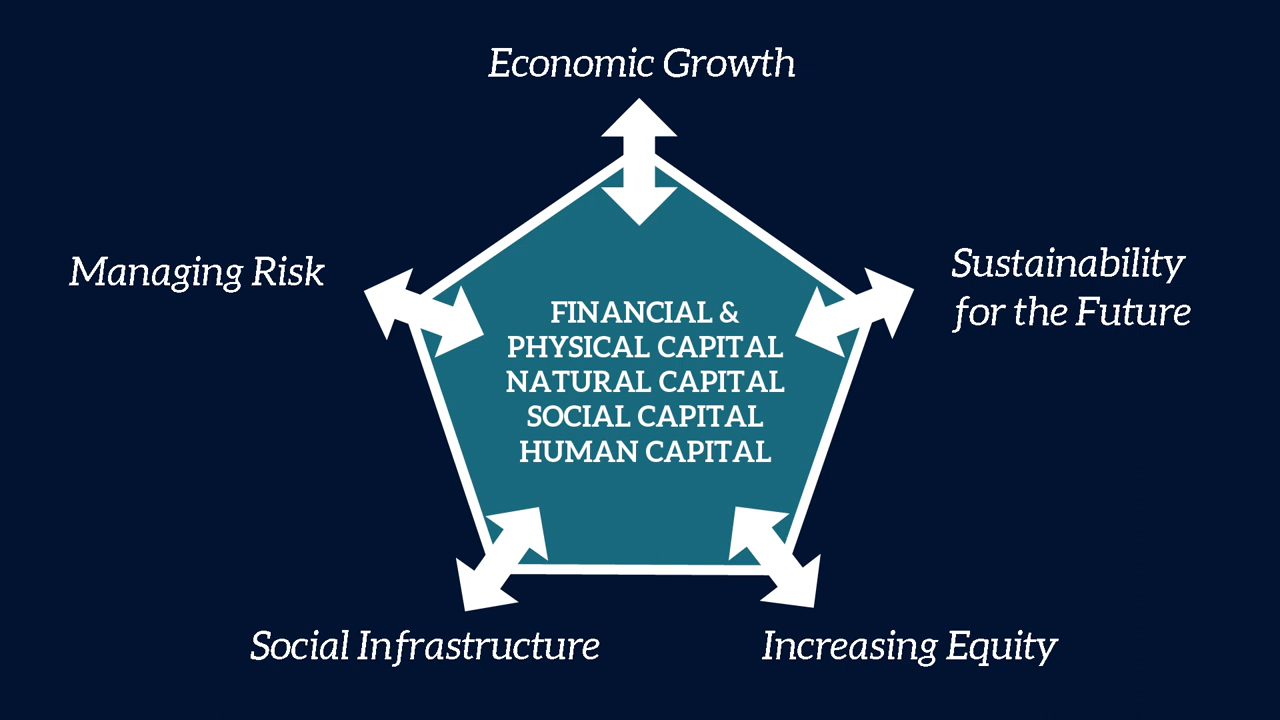 Economic Growth
Managing Risk
Sustainability
for the Future
FINANCIAL &
PHYSICAL CAPITAL
NATURAL CAPITAL
SOCIAL CAPITAL
HUMAN CAPITAL
Social Infrastructure
Increasing Equity